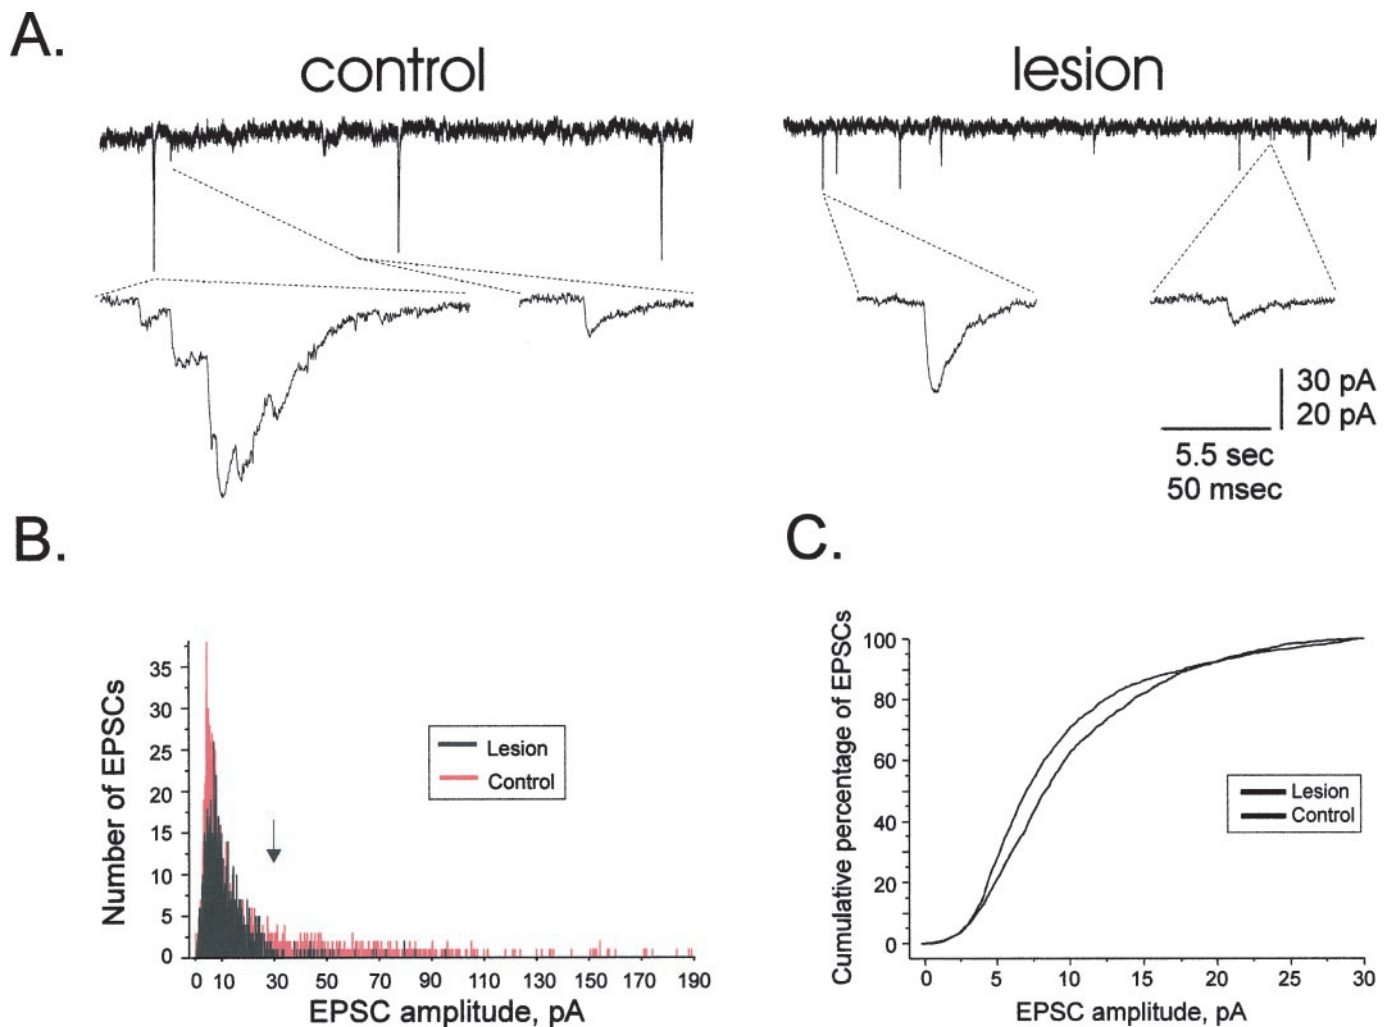 A.
control
lesion
30 pA
20 pA
5.5 sec
50 msec
B.
Number of EPSCs
35
30
25
20
15
10
5
0
Lesion
Control
0 10 30 50 70 90 110 130 150 170 190
EPSC amplitude, pA
C.
Cumulative percentage of EPSCs
100
80
60
40
20
0
Lesion
Control
0 5 10 15 20 25 30
EPSC amplitude, pA